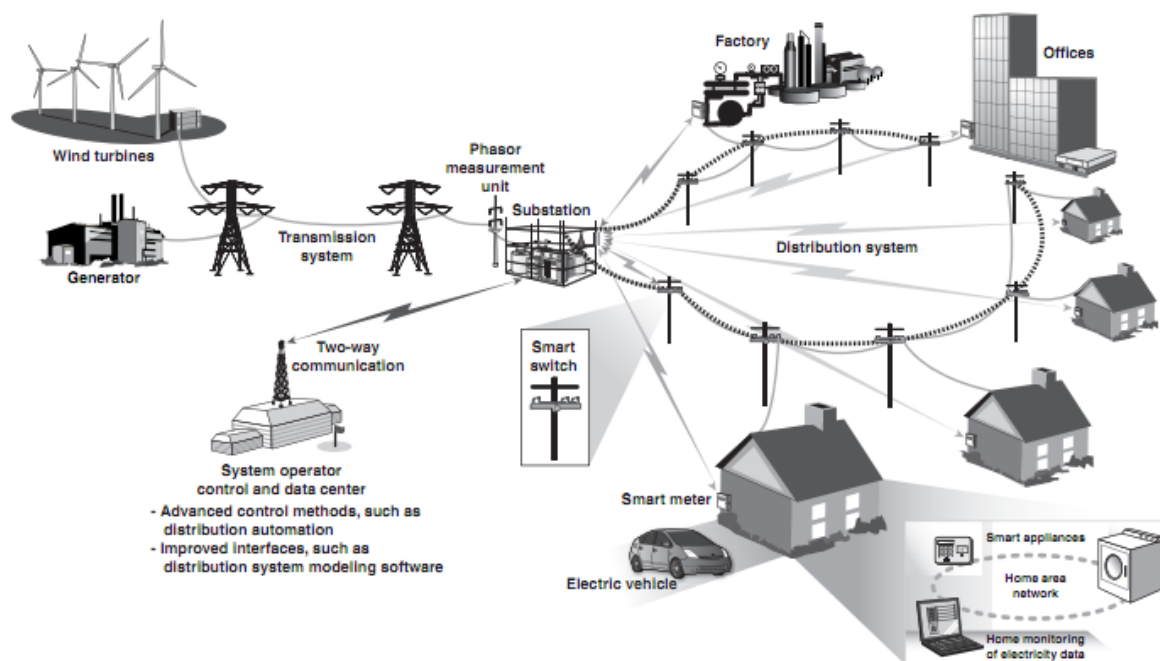 Factory
Offices
Wind turbines
Phasor
measurement
unit
Substation
Transmission
system
Distribution system
Generator
Two-way
communication
Smart
switch
System operator
control and data center
- Advanced control methods, such as
distribution automation
- Improved interfaces, such as
distribution system modeling software
Smart meter
Electric vehicle
Smart appliances
Home area
network
Home monitoring
of electricity data